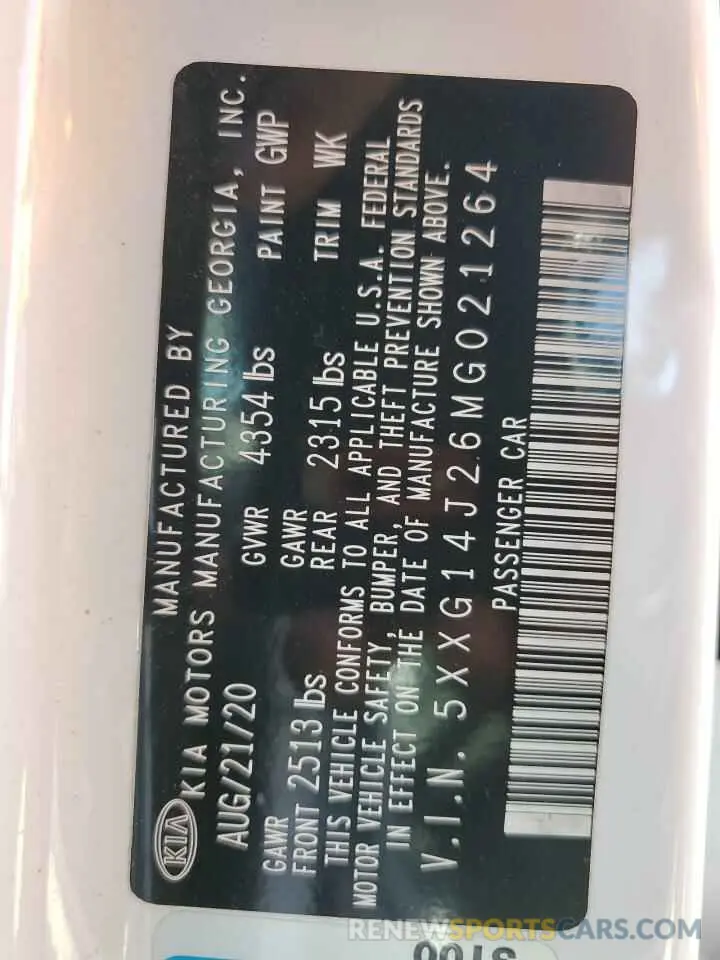 MANUFACTURED BY
KIA KIA MOTORS MANUFACTURING GEORGIA, INC.
AUG/21/20 GVWR 4354 lbs PAINT GWP
GAWR GAWR
FRONT 2513 lbs REAR 2315 lbs TRIM WK
THIS VEHICLE CONFORMS TO ALL APPLICABLE U.S.A. FEDERAL
MOTOR VEHICLE SAFETY, BUMPER, AND THEFT PREVENTION STANDARDS
IN EFFECT ON THE DATE OF MANUFACTURE SHOWN ABOVE.
V.I.N. 5XXG14J26MG021264
PASSENGER CAR
RENEWSPORTSCARS.COM